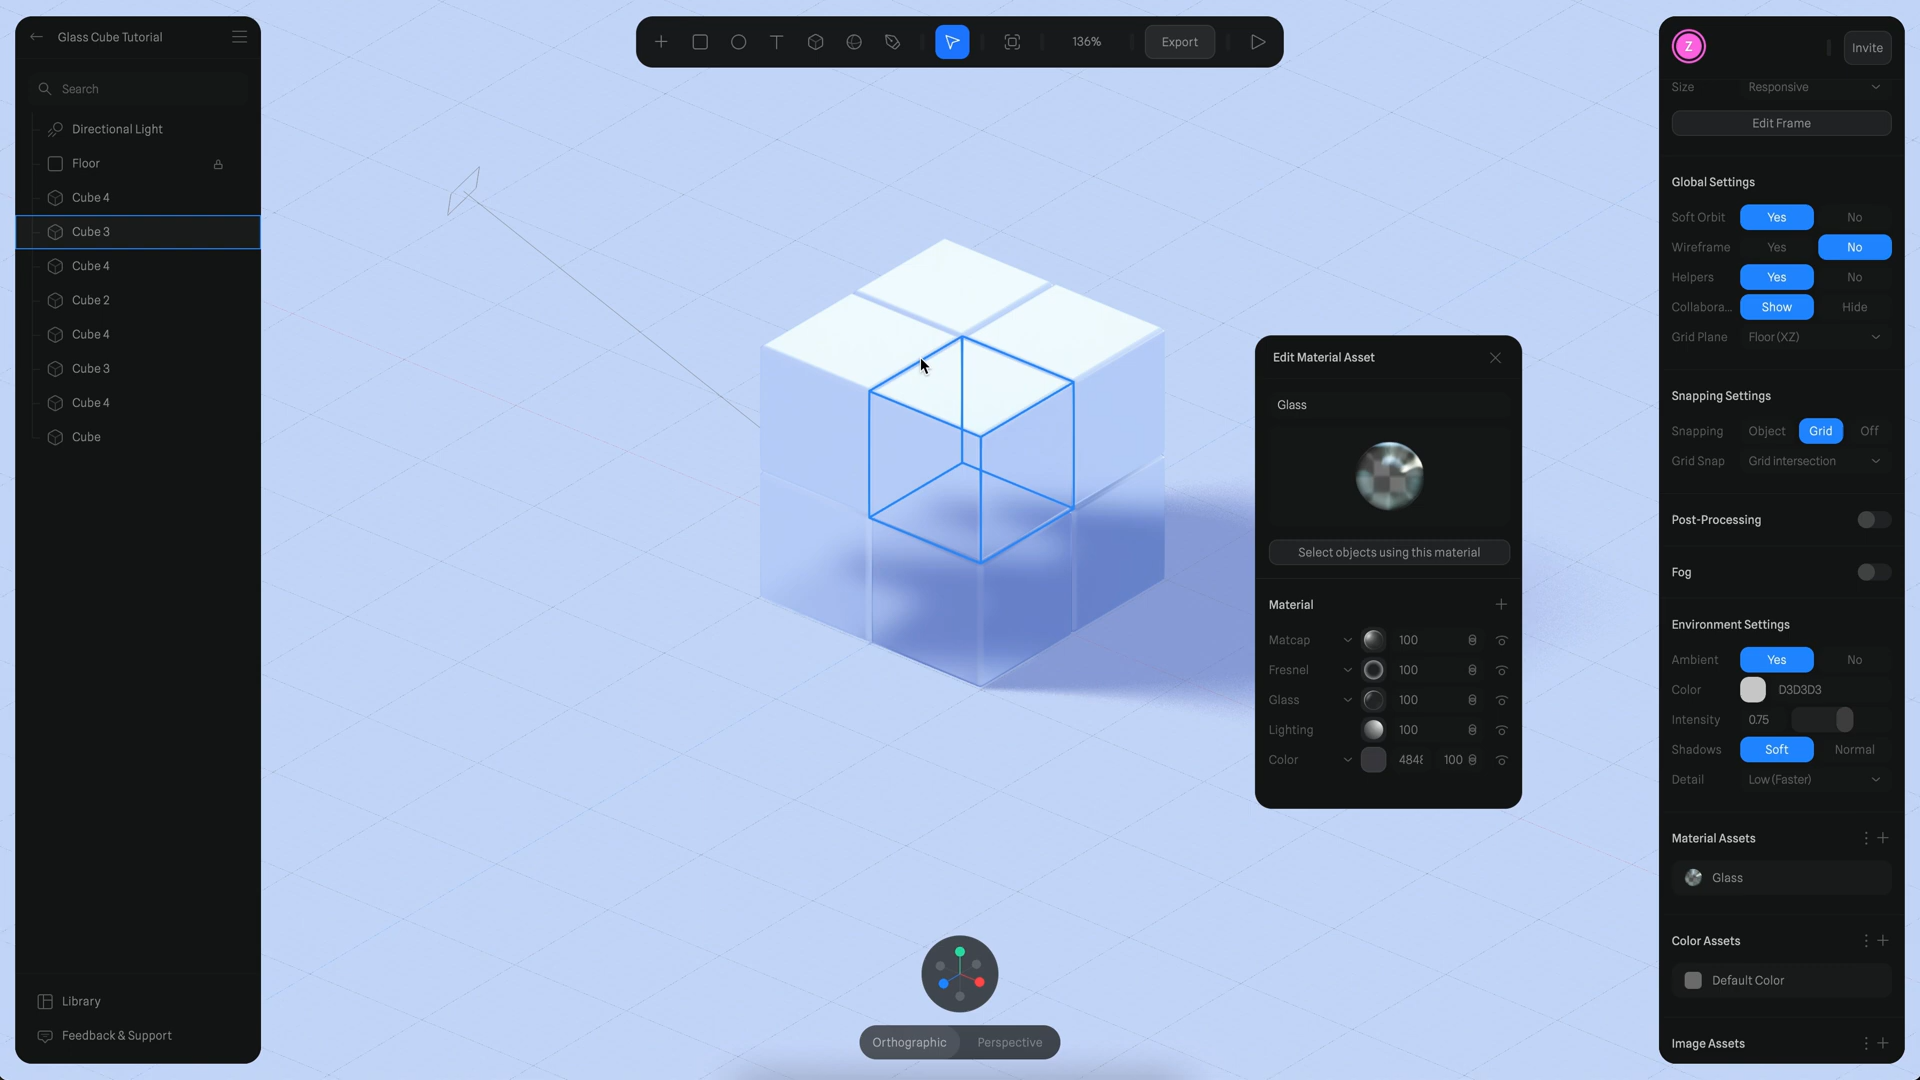 Glass Cube Tutorial
Search
Directional Light
Floor
Cube 4
Cube 3
Cube 4
Cube 2
Cube 4
Cube 3
Cube 4
Cube
Library
Feedback & Support
136%
Export
Orthographic
Perspective
Edit Material Asset
Glass
Select objects using this material
Material
Matcap 100
Fresnel 100
Glass 100
Lighting 100
Color 4848 100
Z
Invite
Size Responsive
Edit Frame
Global Settings
Soft Orbit Yes No
Wireframe Yes No
Helpers Yes No
Collabora... Show Hide
Grid Plane Floor (XZ)
Snapping Settings
Snapping Object Grid Off
Grid Snap Grid intersection
Post-Processing
Fog
Environment Settings
Ambient Yes No
Color D3D3D3
Intensity 0.75
Shadows Soft Normal
Detail Low (Faster)
Material Assets
Glass
Color Assets
Default Color
Image Assets